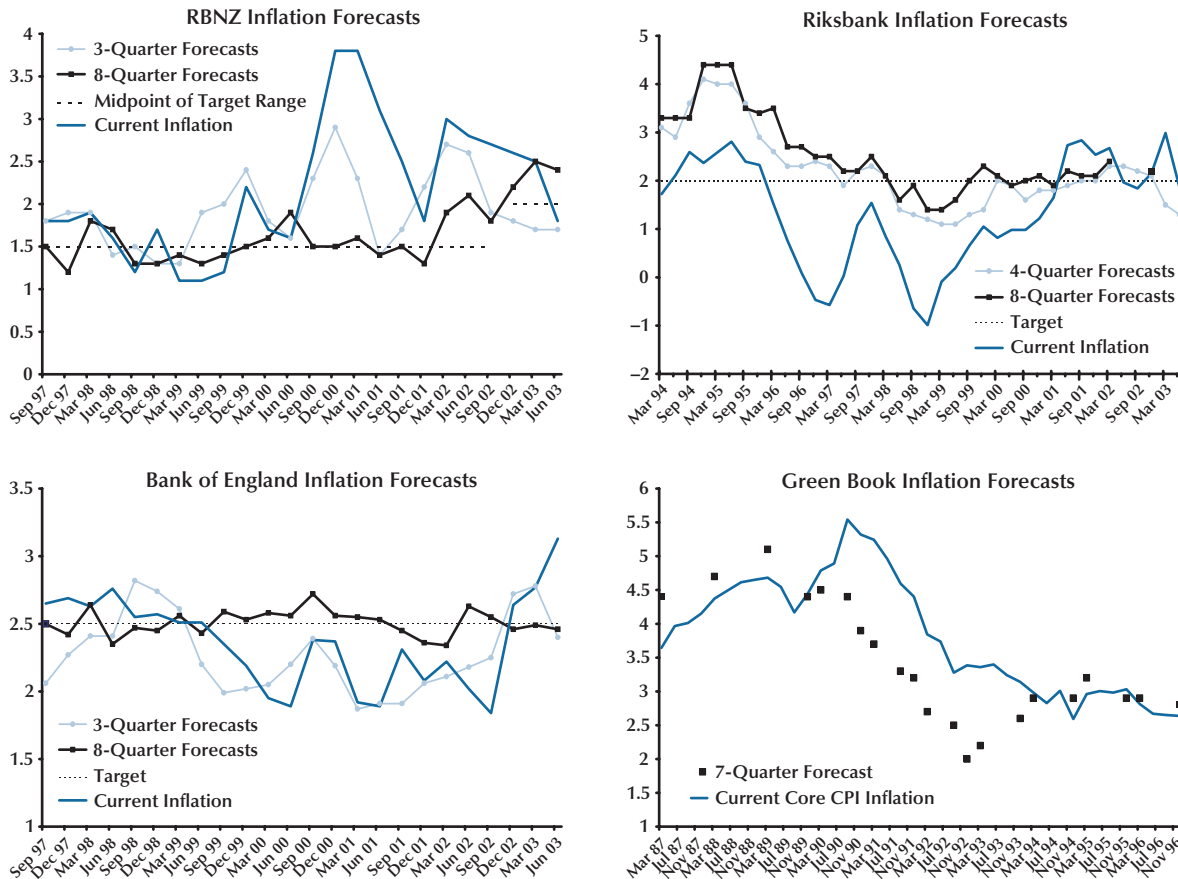 RBNZ Inflation Forecasts
4
3.5
3
2.5
2
1.5
1
0.5
0
3-Quarter Forecasts
8-Quarter Forecasts
Midpoint of Target Range
Current Inflation
Sep 97
Dec 97
Mar 98
Jun 98
Sep 98
Dec 98
Mar 99
Jun 99
Sep 99
Dec 99
Mar 00
Jun 00
Sep 00
Dec 00
Mar 01
Jun 01
Sep 01
Dec 01
Mar 02
Jun 02
Sep 02
Dec 02
Mar 03
Jun 03
Riksbank Inflation Forecasts
5
4
3
2
1
0
–1
–2
4-Quarter Forecasts
8-Quarter Forecasts
Target
Current Inflation
Mar 94
Sep 94
Mar 95
Sep 95
Mar 96
Sep 96
Mar 97
Sep 97
Mar 98
Sep 98
Mar 99
Sep 99
Mar 00
Sep 00
Mar 01
Sep 01
Mar 02
Sep 02
Mar 03
Bank of England Inflation Forecasts
3.5
3
2.5
2
1.5
1
3-Quarter Forecasts
8-Quarter Forecasts
Target
Current Inflation
Sep 97
Dec 97
Mar 98
Jun 98
Sep 98
Dec 98
Mar 99
Jun 99
Sep 99
Dec 99
Mar 00
Jun 00
Sep 00
Dec 00
Mar 01
Jun 01
Sep 01
Dec 01
Mar 02
Jun 02
Sep 02
Dec 02
Mar 03
Jun 03
Green Book Inflation Forecasts
6
5.5
5
4.5
4
3.5
3
2.5
2
1.5
1
7-Quarter Forecast
Current Core CPI Inflation
Mar 87
Jul 87
Nov 87
Mar 88
Jul 88
Nov 88
Mar 89
Jul 89
Nov 89
Mar 90
Jul 90
Nov 90
Mar 91
Jul 91
Nov 91
Mar 92
Jul 92
Nov 92
Mar 93
Jul 93
Nov 93
Mar 94
Jul 94
Nov 94
Mar 95
Jul 95
Nov 95
Mar 96
Jul 96
Nov 96